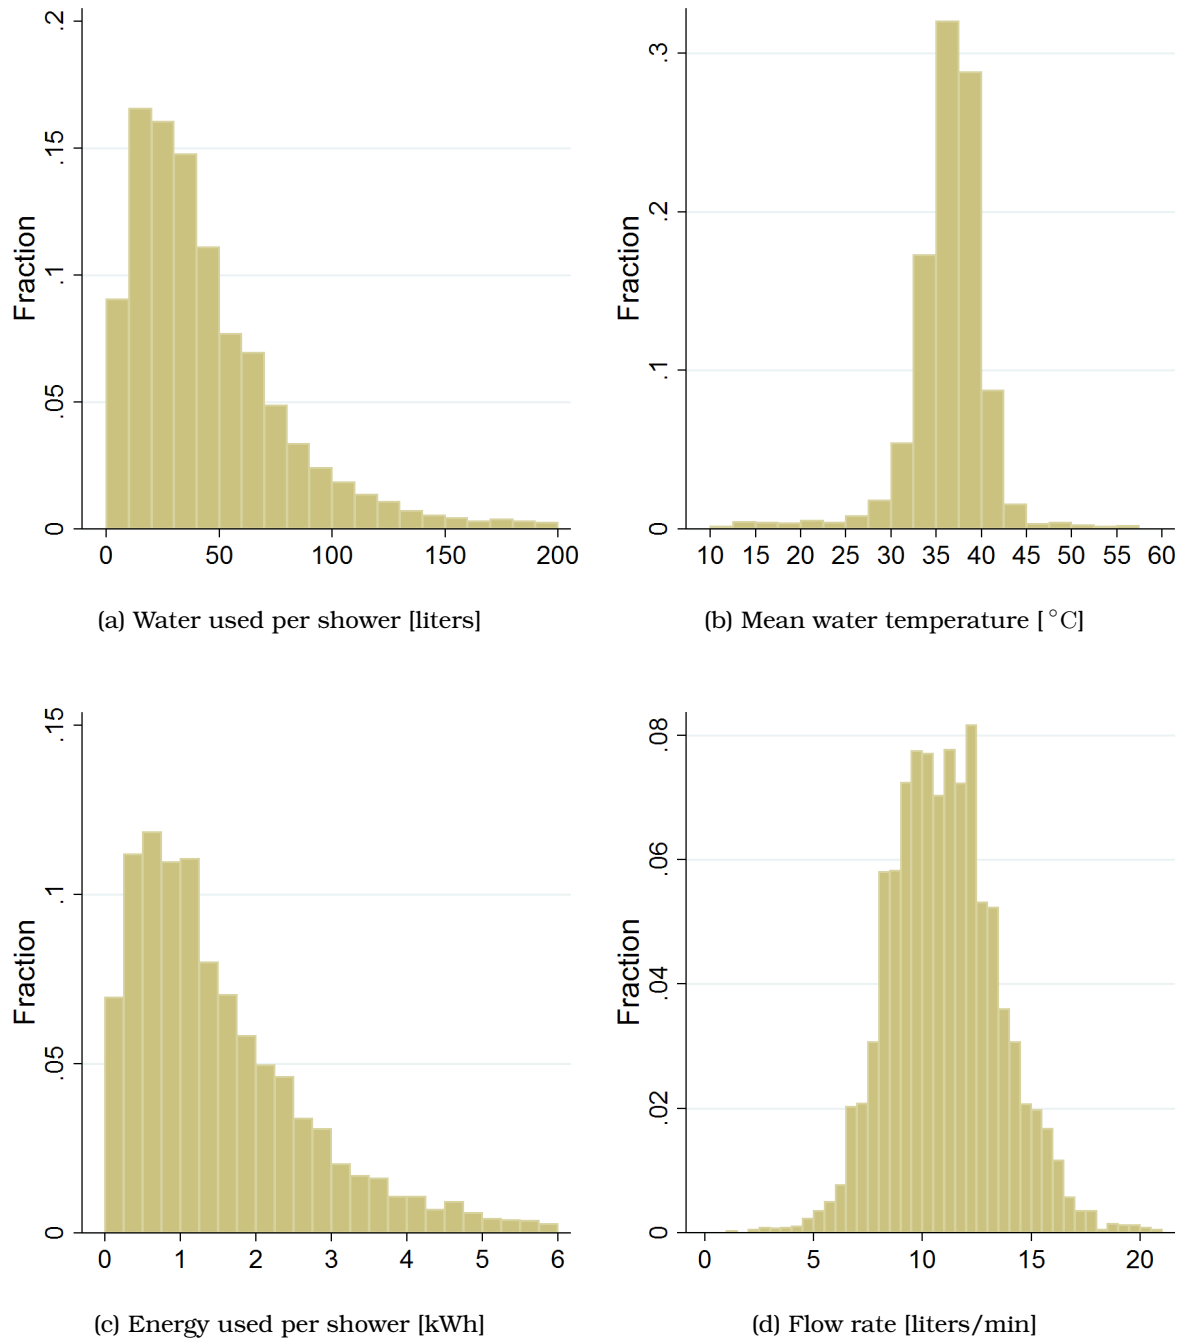 .2
.15
.1
.05
0
Fraction
0 50 100 150 200
(a) Water used per shower [liters]
.3
.2
.1
0
Fraction
10 15 20 25 30 35 40 45 50 55 60
(b) Mean water temperature [°C]
.15
.1
.05
0
Fraction
0 1 2 3 4 5 6
(c) Energy used per shower [kWh]
.08
.06
.04
.02
0
Fraction
0 5 10 15 20
(d) Flow rate [liters/min]